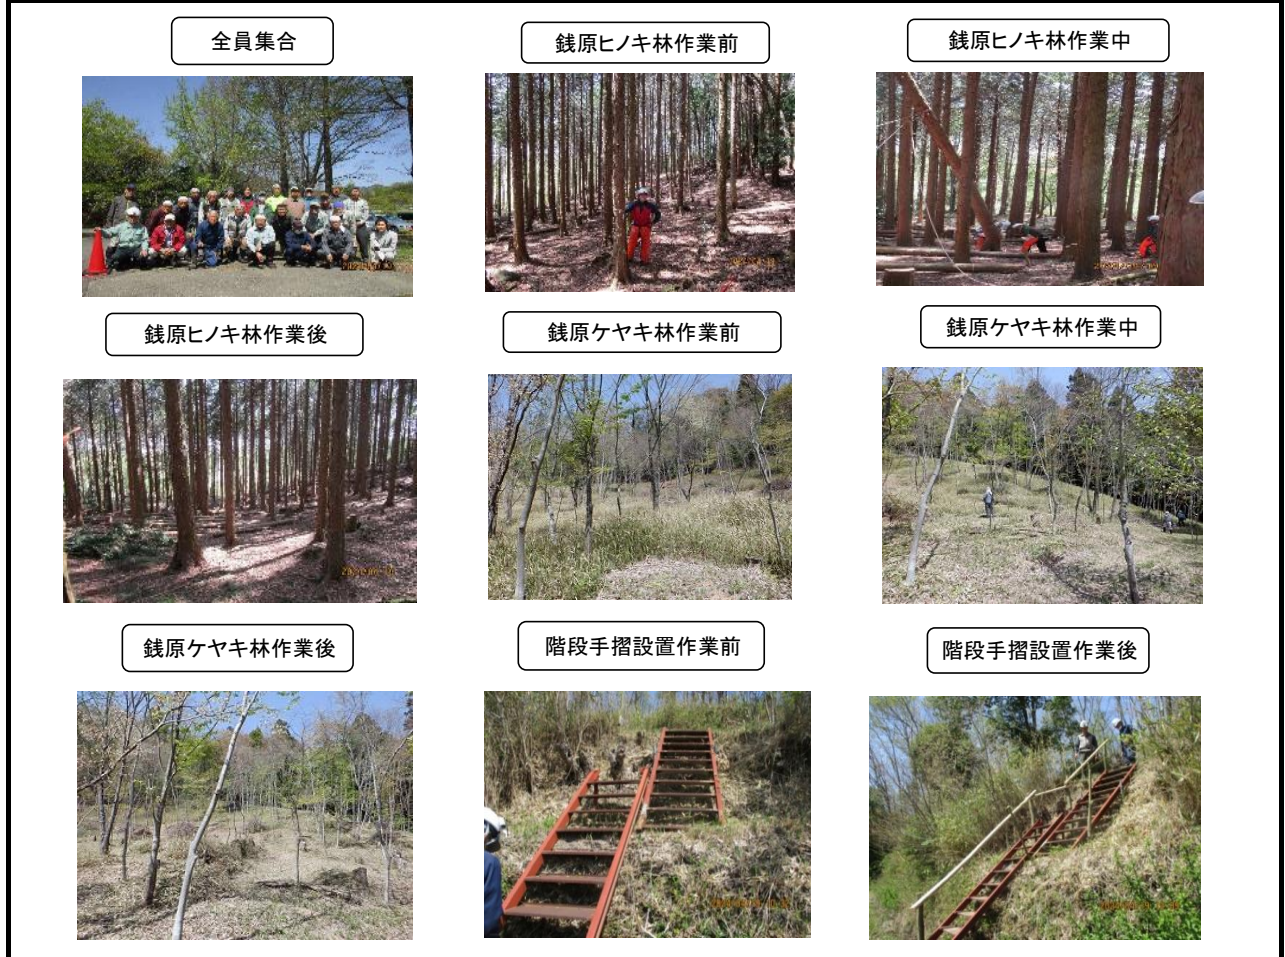 全員集合
銭原ヒノキ林作業前
銭原ヒノキ林作業中
銭原ヒノキ林作業後
銭原ケヤキ林作業前
銭原ケヤキ林作業中
銭原ケヤキ林作業後
階段手摺設置作業前
階段手摺設置作業後